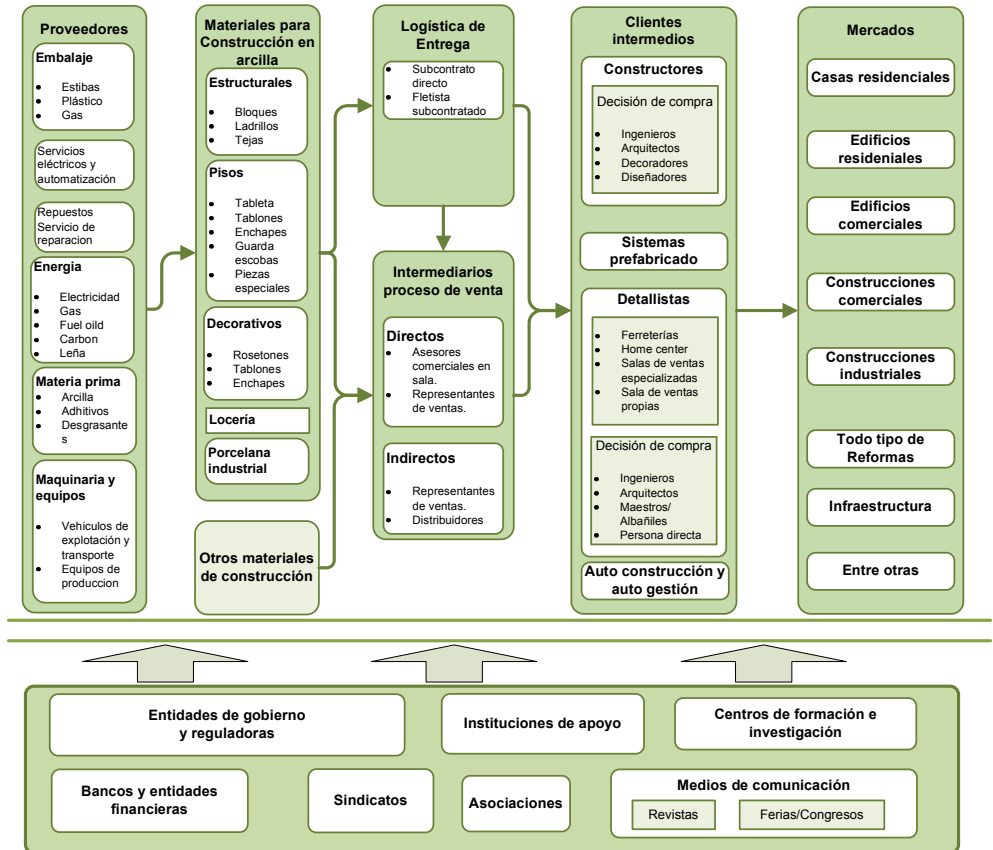 Proveedores
Embalaje
Estibas
Plástico
Gas
Servicios
eléctricos y
automatización
Repuestos
Servicio de
reparacion
Energia
Electricidad
Gas
Fuel oild
Carbon
Leña
Materia prima
Arcilla
Adhitivos
Desgrasante
s
Maquinaria y
equipos
Vehiculos de
explotación y
transporte
Equipos de
produccion
Materiales para
Construcción en
arcilla
Estructurales
Bloques
Ladrillos
Tejas
Pisos
Tableta
Tablones
Enchapes
Guarda
escobas
Piezas
especiales
Decorativos
Rosetones
Tablones
Enchapes
Locería
Porcelana
industrial
Otros materiales
de construcción
Logística de
Entrega
Subcontrato
directo
Fletista
subcontratado
Intermediarios
proceso de venta
Directos
Asesores
comerciales en
sala.
Representantes
de ventas.
Indirectos
Representantes
de ventas.
Distribuidores
Clientes
intermedios
Constructores
Decisión de compra
Ingenieros
Arquitectos
Decoradores
Diseñadores
Sistemas
prefabricado
Detallistas
Ferreterías
Home center
Salas de ventas
especializadas
Sala de ventas
propias
Decisión de compra
Ingenieros
Arquitectos
Maestros/
Albañiles
Persona directa
Auto construcción y
auto gestión
Mercados
Casas residenciales
Edificios
resideniales
Edificios
comerciales
Construcciones
comerciales
Construcciones
industriales
Todo tipo de
Reformas
Infraestructura
Entre otras
Entidades de gobierno
y reguladoras
Instituciones de apoyo
Centros de formación e
investigación
Bancos y entidades
financieras
Sindicatos
Asociaciones
Medios de comunicación
Revistas
Ferias/Congresos